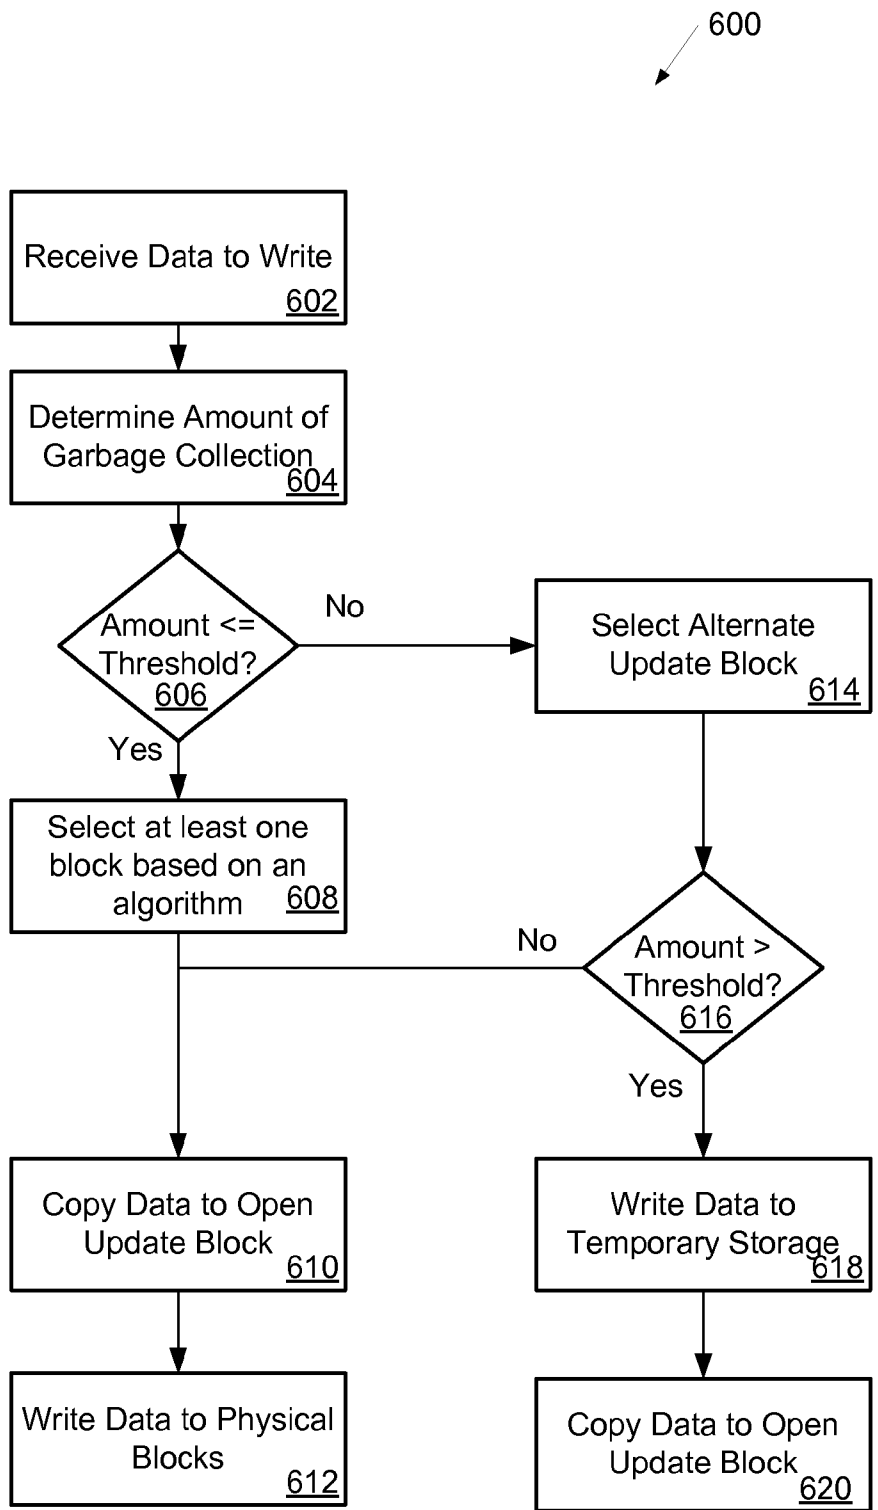 600
Receive Data to Write
602
Determine Amount of
Garbage Collection
604
Amount <=
Threshold?
606
No
Yes
Select Alternate
Update Block
614
Select at least one
block based on an
algorithm
608
No
Amount >
Threshold?
616
Yes
Copy Data to Open
Update Block
610
Write Data to
Temporary Storage
618
Write Data to Physical
Blocks
612
Copy Data to Open
Update Block
620